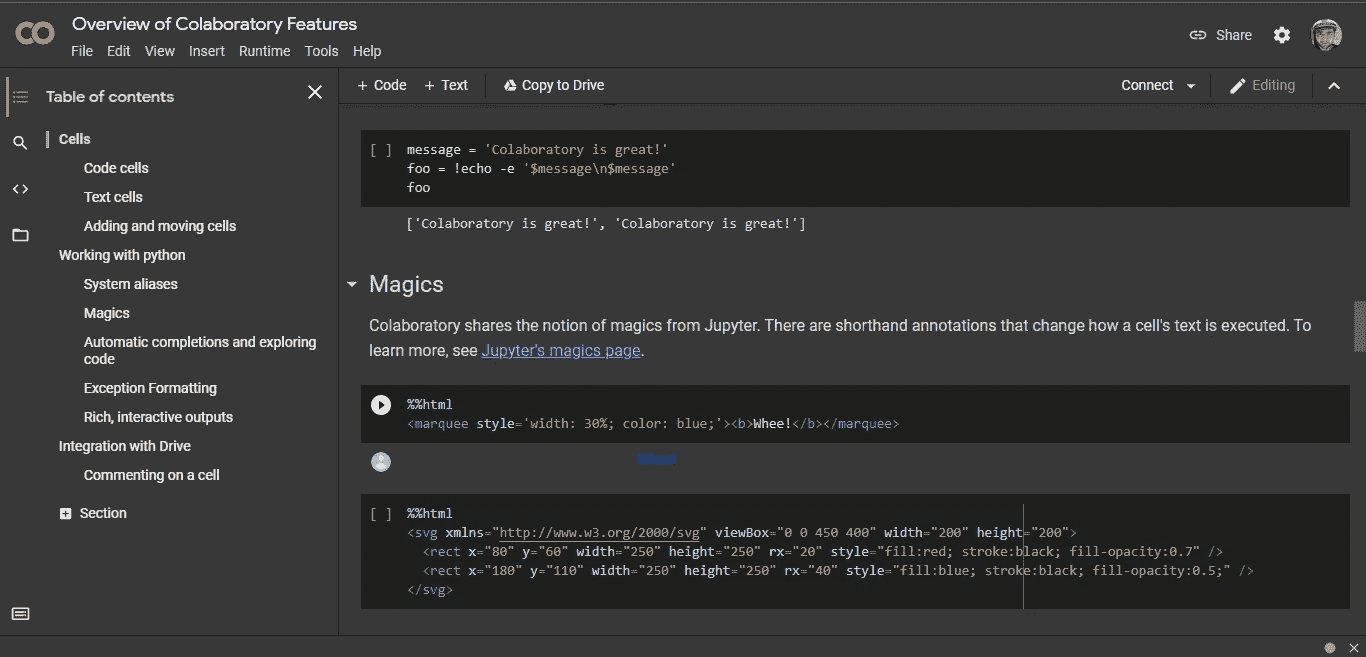 CO
Overview of Colaboratory Features
File Edit View Insert Runtime Tools Help
Share
Table of contents
Cells
Code cells
Text cells
Adding and moving cells
Working with python
System aliases
Magics
Automatic completions and exploring
code
Exception Formatting
Rich, interactive outputs
Integration with Drive
Commenting on a cell
Section
+ Code + Text Copy to Drive
Connect Editing
[ ] message = 'Colaboratory is great!'
foo = !echo -e '$message\n$message'
foo
['Colaboratory is great!', 'Colaboratory is great!']
Magics
Colaboratory shares the notion of magics from Jupyter. There are shorthand annotations that change how a cell's text is executed. To
learn more, see Jupyter's magics page.
%%html
<marquee style='width: 30%; color: blue;'><b>Whee!</b></marquee>
[ ] %%html
<svg xmlns="http://www.w3.org/2000/svg" viewBox="0 0 450 400" width="200" height="200">
<rect x="80" y="60" width="250" height="250" rx="20" style="fill:red; stroke:black; fill-opacity:0.7" />
<rect x="180" y="110" width="250" height="250" rx="40" style="fill:blue; stroke:black; fill-opacity:0.5;" />
</svg>